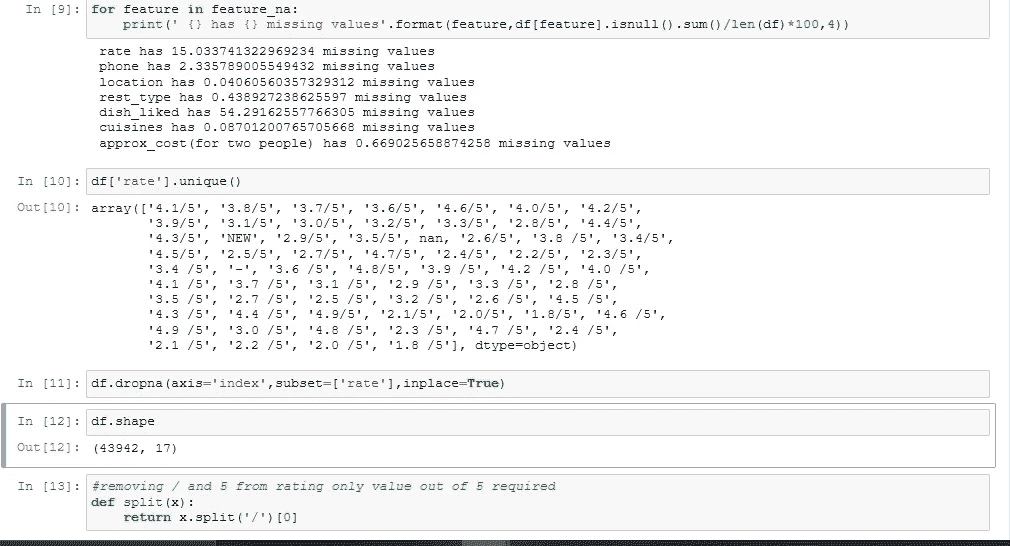 In [9]: for feature in feature_na:
print(' {} has {} missing values'.format(feature,df[feature].isnull().sum()/len(df)*100,4))
rate has 15.033741322969234 missing values
phone has 2.335789005549432 missing values
location has 0.04060560357329312 missing values
rest_type has 0.438927238625597 missing values
dish_liked has 54.29162557766305 missing values
cuisines has 0.08701200765705668 missing values
approx_cost(for two people) has 0.669025658874258 missing values
In [10]: df['rate'].unique()
Out[10]: array(['4.1/5', '3.8/5', '3.7/5', '3.6/5', '4.6/5', '4.0/5', '4.2/5',
'3.9/5', '3.1/5', '3.0/5', '3.2/5', '3.3/5', '2.8/5', '4.4/5',
'4.3/5', 'NEW', '2.9/5', '3.5/5', nan, '2.6/5', '3.8 /5', '3.4/5',
'4.5/5', '2.5/5', '2.7/5', '4.7/5', '2.4/5', '2.2/5', '2.3/5',
'3.4 /5', '-', '3.6 /5', '4.8/5', '3.9 /5', '4.2 /5', '4.0 /5',
'4.1 /5', '3.7 /5', '3.1 /5', '2.9 /5', '3.3 /5', '2.8 /5',
'3.5 /5', '2.7 /5', '2.5 /5', '3.2 /5', '2.6 /5', '4.5 /5',
'4.3 /5', '4.4 /5', '4.9/5', '2.1/5', '2.0/5', '1.8/5', '4.6 /5',
'4.9 /5', '3.0 /5', '4.8 /5', '2.3 /5', '4.7 /5', '2.4 /5',
'2.1 /5', '2.2 /5', '2.0 /5', '1.8 /5'], dtype=object)
In [11]: df.dropna(axis='index',subset=['rate'],inplace=True)
In [12]: df.shape
Out[12]: (43942, 17)
In [13]: #removing / and 5 from rating only value out of 5 required
def split(x):
return x.split('/')[0]